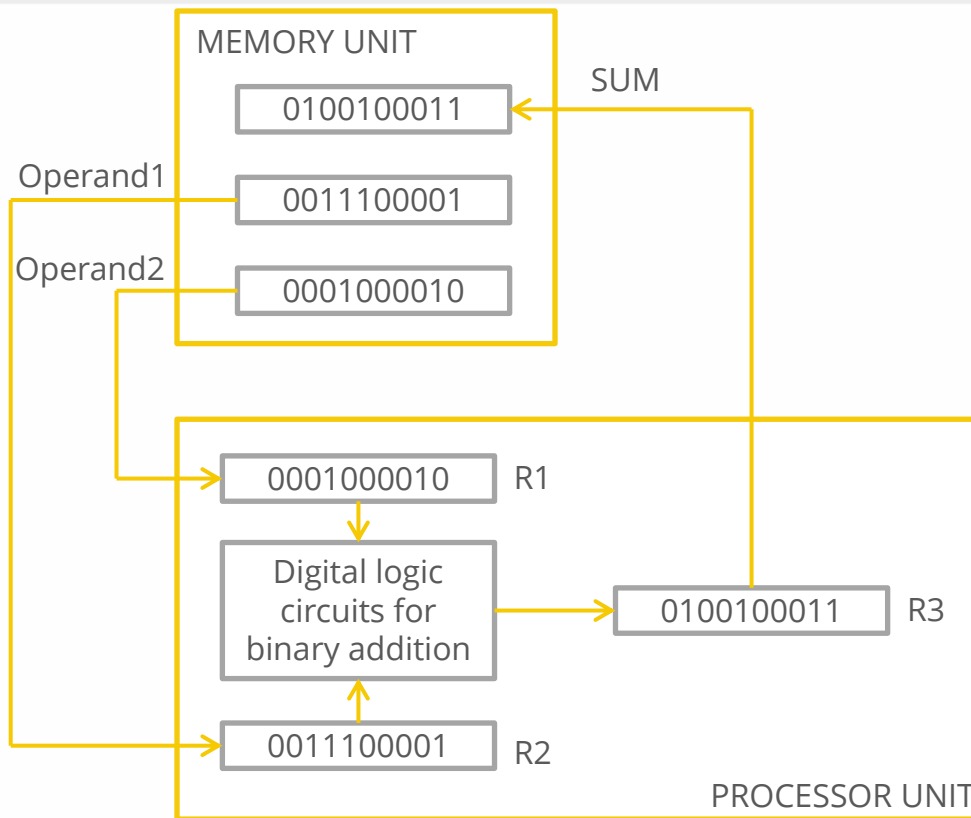 MEMORY UNIT
SUM
0100100011
Operand1
0011100001
Operand2
0001000010
0001000010 R1
Digital logic
circuits for
binary addition
0100100011 R3
0011100001 R2
PROCESSOR UNIT